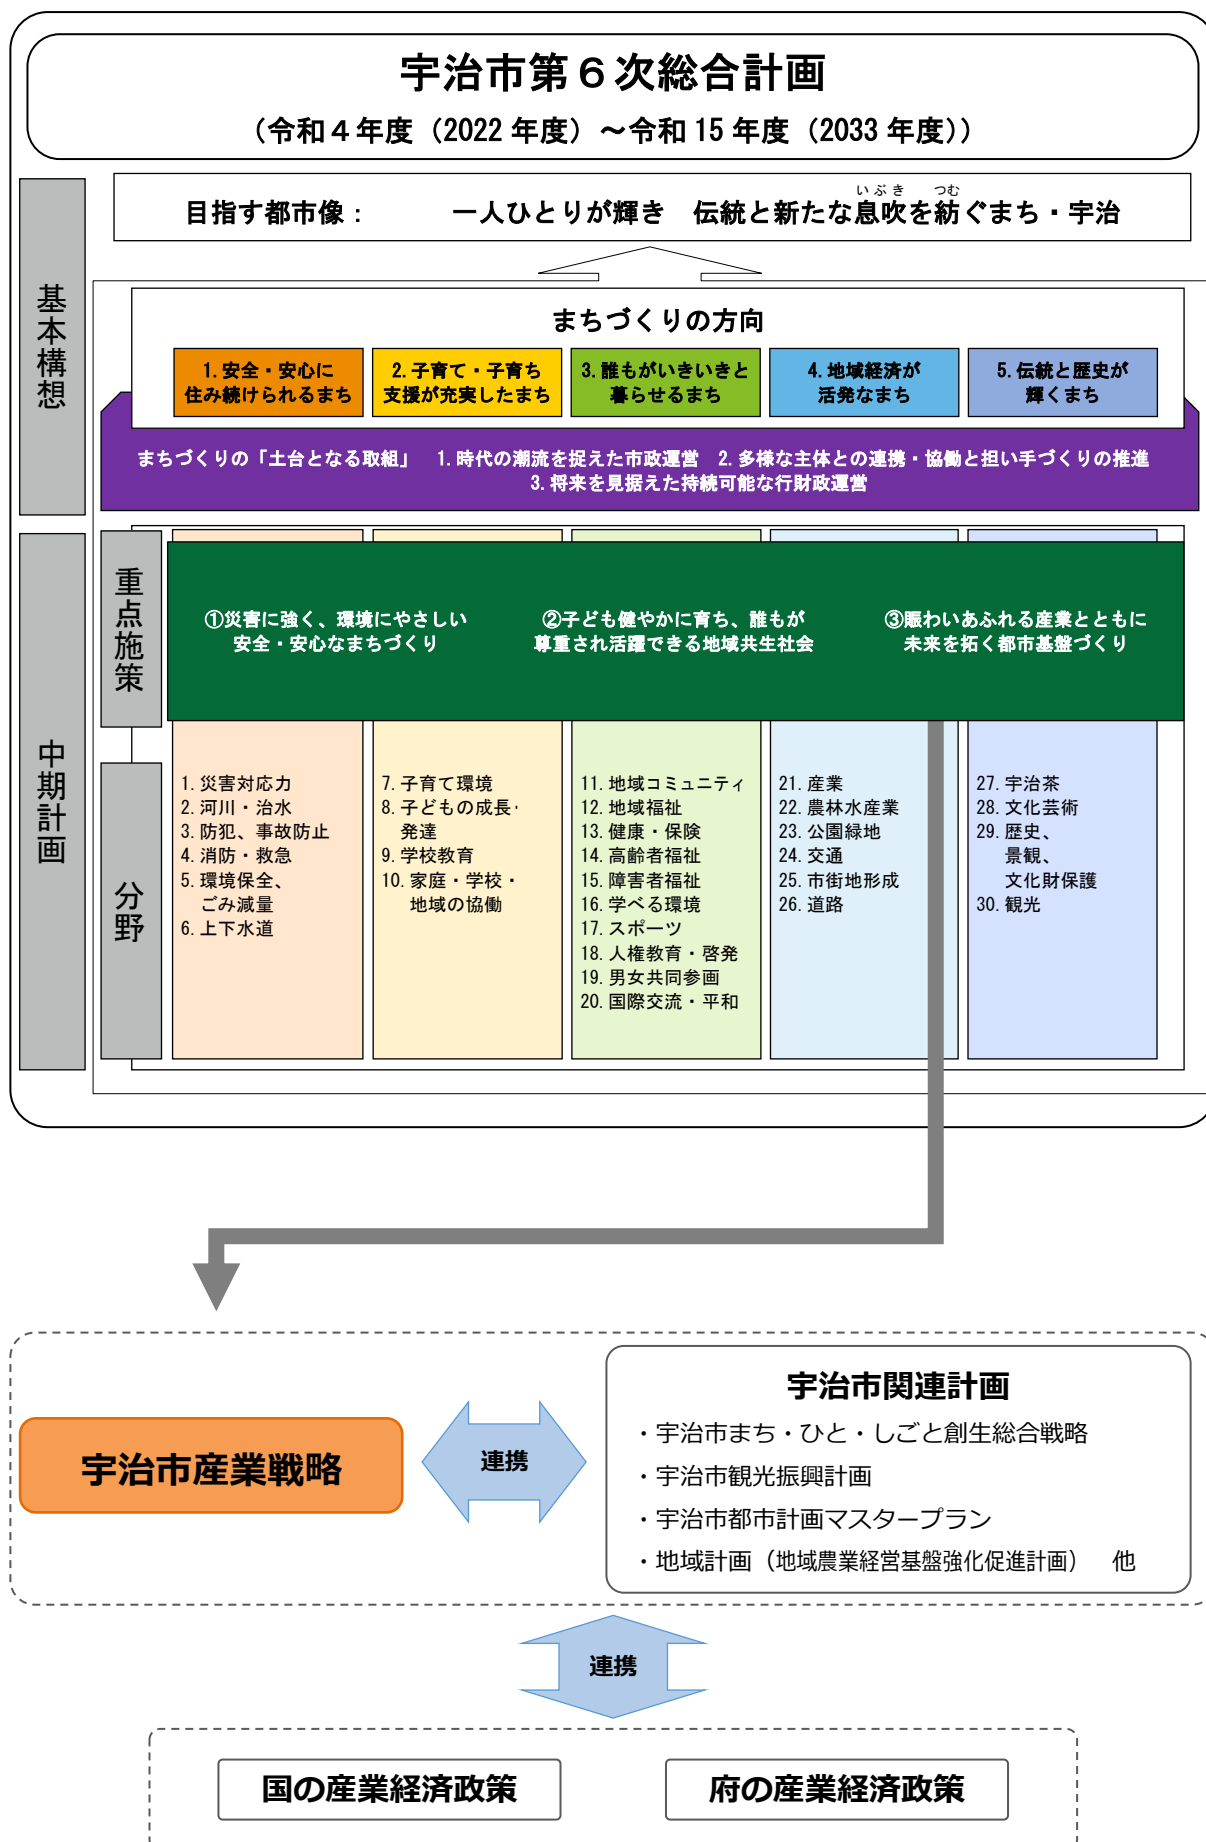 宇治市第６次総合計画
（令和４年度（2022 年度）～令和 15 年度（2033 年度））
基本構想
いぶき つむ
目指す都市像： 一人ひとりが輝き 伝統と新たな息吹を紡ぐまち・宇治
まちづくりの方向
1. 安全・安心に
住み続けられるまち
2. 子育て・子育ち
支援が充実したまち
3. 誰もがいきいきと
暮らせるまち
4. 地域経済が
活発なまち
5. 伝統と歴史が
輝くまち
まちづくりの「土台となる取組」 1. 時代の潮流を捉えた市政運営 2. 多様な主体との連携・協働と担い手づくりの推進
3. 将来を見据えた持続可能な行財政運営
中期計画
重点施策
①災害に強く、環境にやさしい
安全・安心なまちづくり
②子ども健やかに育ち、誰もが
尊重され活躍できる地域共生社会
③賑わいあふれる産業とともに
未来を拓く都市基盤づくり
分野
1. 災害対応力
2. 河川・治水
3. 防犯、事故防止
4. 消防・救急
5. 環境保全、
ごみ減量
6. 上下水道
7. 子育て環境
8. 子どもの成長・
発達
9. 学校教育
10. 家庭・学校・
地域の協働
11. 地域コミュニティ
12. 地域福祉
13. 健康・保険
14. 高齢者福祉
15. 障害者福祉
16. 学べる環境
17. スポーツ
18. 人権教育・啓発
19. 男女共同参画
20. 国際交流・平和
21. 産業
22. 農林水産業
23. 公園緑地
24. 交通
25. 市街地形成
26. 道路
27. 宇治茶
28. 文化芸術
29. 歴史、
景観、
文化財保護
30. 観光
宇治市産業戦略
連携
宇治市関連計画
・宇治市まち・ひと・しごと創生総合戦略
・宇治市観光振興計画
・宇治市都市計画マスタープラン
・地域計画（地域農業経営基盤強化促進計画） 他
連携
国の産業経済政策
府の産業経済政策